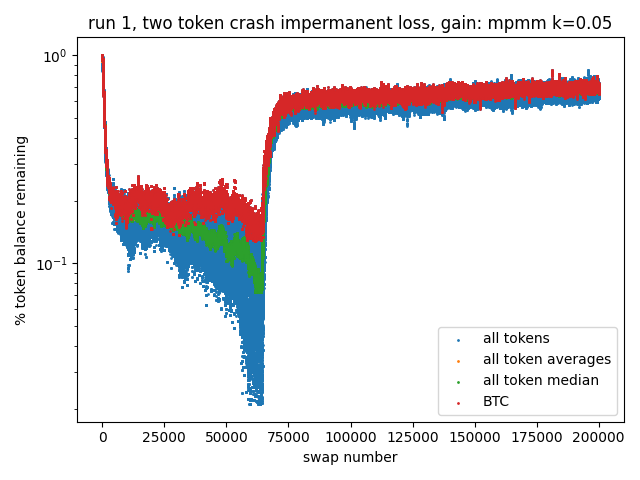 run 1, two token crash impermanent loss, gain: mpmm k=0.05
% token balance remaining
10⁰
10⁻¹
all tokens
all token averages
all token median
BTC
0 25000 50000 75000 100000 125000 150000 175000 200000
swap number